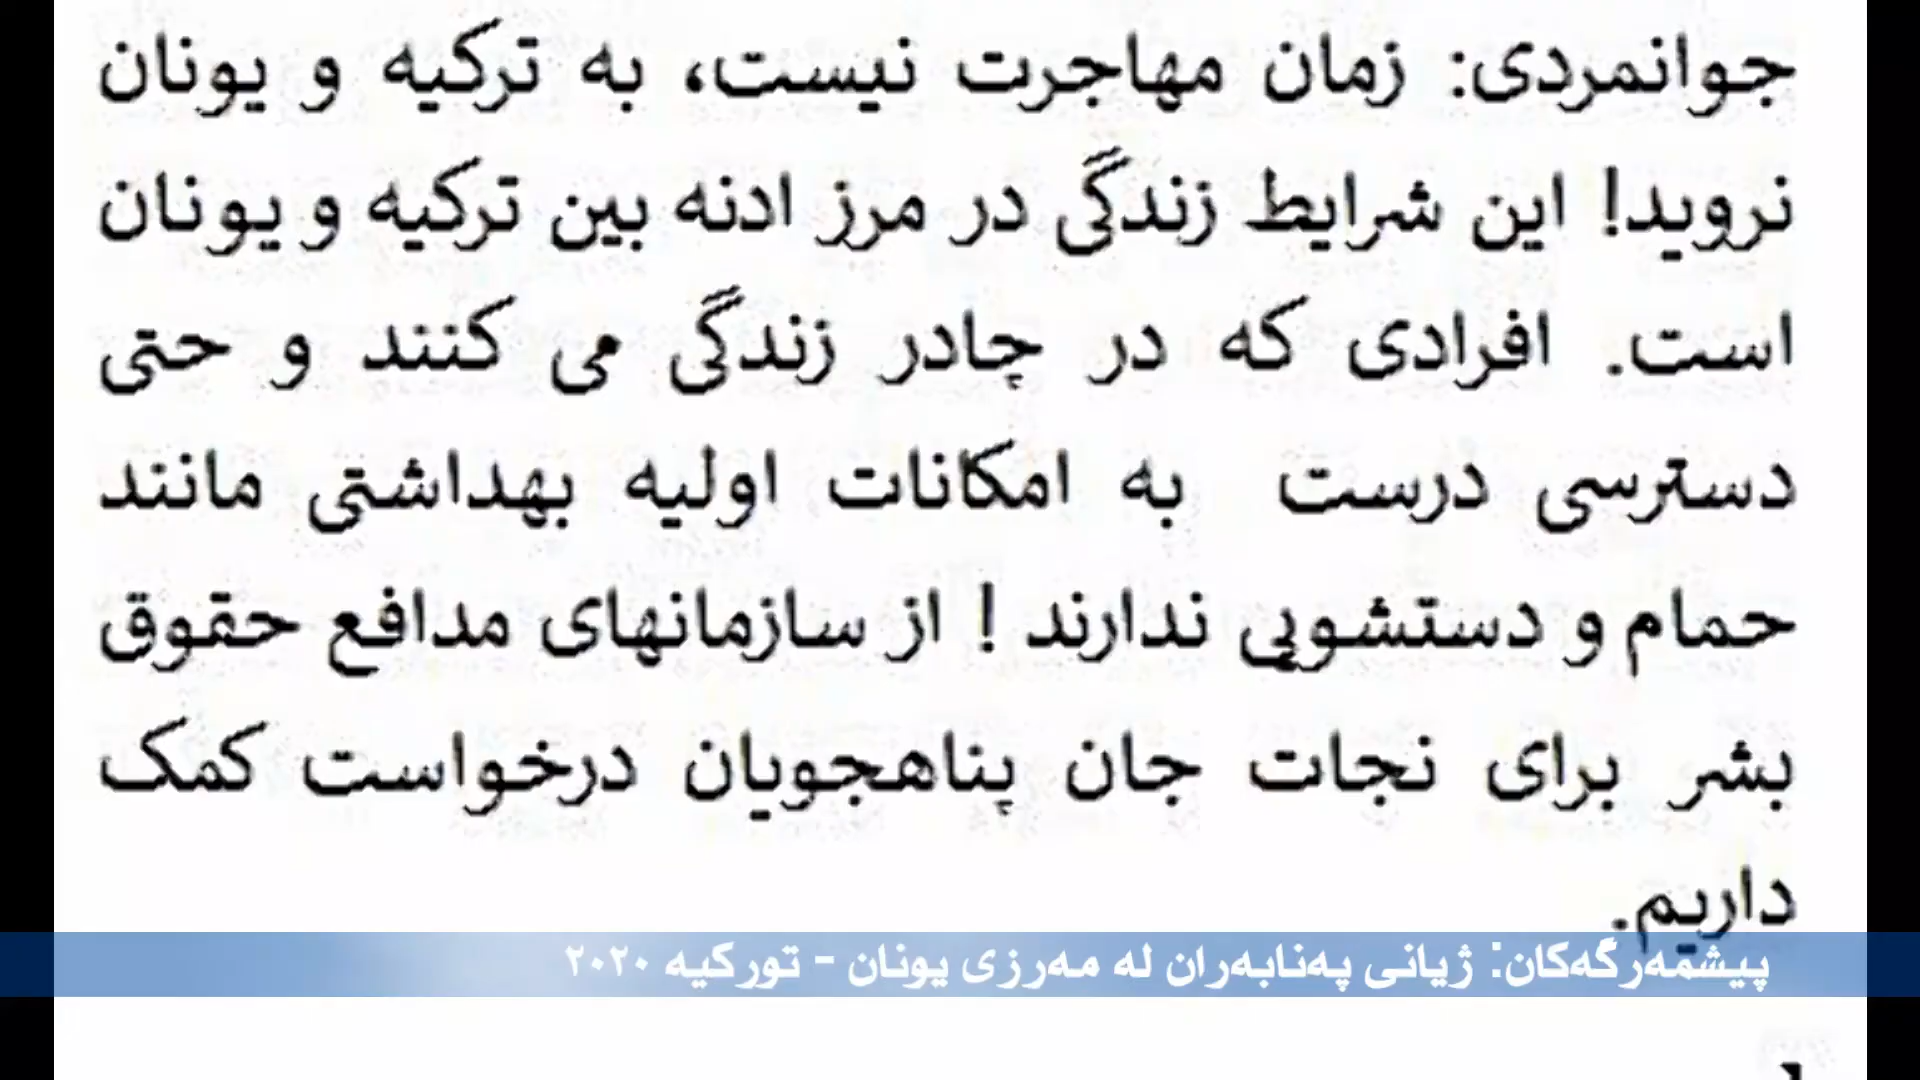 جوانمردی: زمان مهاجرت نیست، به ترکیه و یونان
نروید! این شرایط زندگی در مرز ادنه بین ترکیه و یونان
است. افرادی که در چادر زندگی می کنند و حتی
دسترسی درست به امکانات اولیه بهداشتی مانند
حمام و دستشویی ندارند ! از سازمانهای مدافع حقوق
بشر برای نجات جان پناهجویان درخواست کمک
داریم.
پیشمەرگەکان: ژیانی پەنابەران لە مەرزی یونان - تورکیە ٢٠٢٠